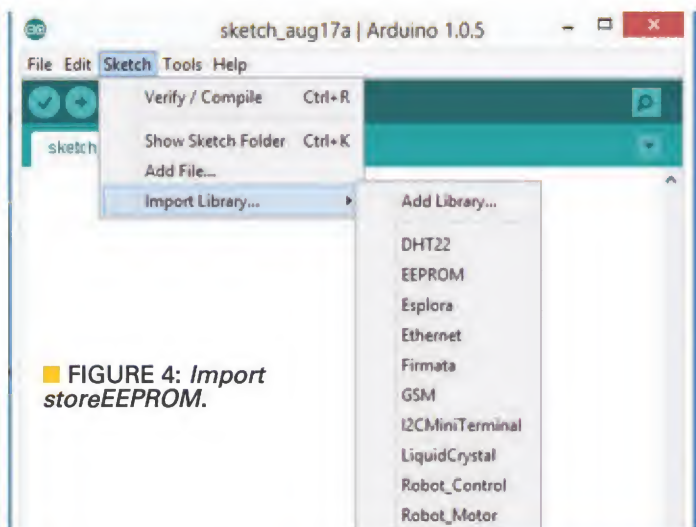 sketch_aug17a | Arduino 1.0.5
File Edit Sketch Tools Help
Verify / Compile Ctrl+R
sketch
Show Sketch Folder Ctrl+K
Add File...
Import Library...
Add Library...
DHT22
EEPROM
Esplora
Ethernet
Firmata
GSM
I2CMiniTerminal
LiquidCrystal
Robot_Control
Robot_Motor
FIGURE 4: Import
storeEEPROM.